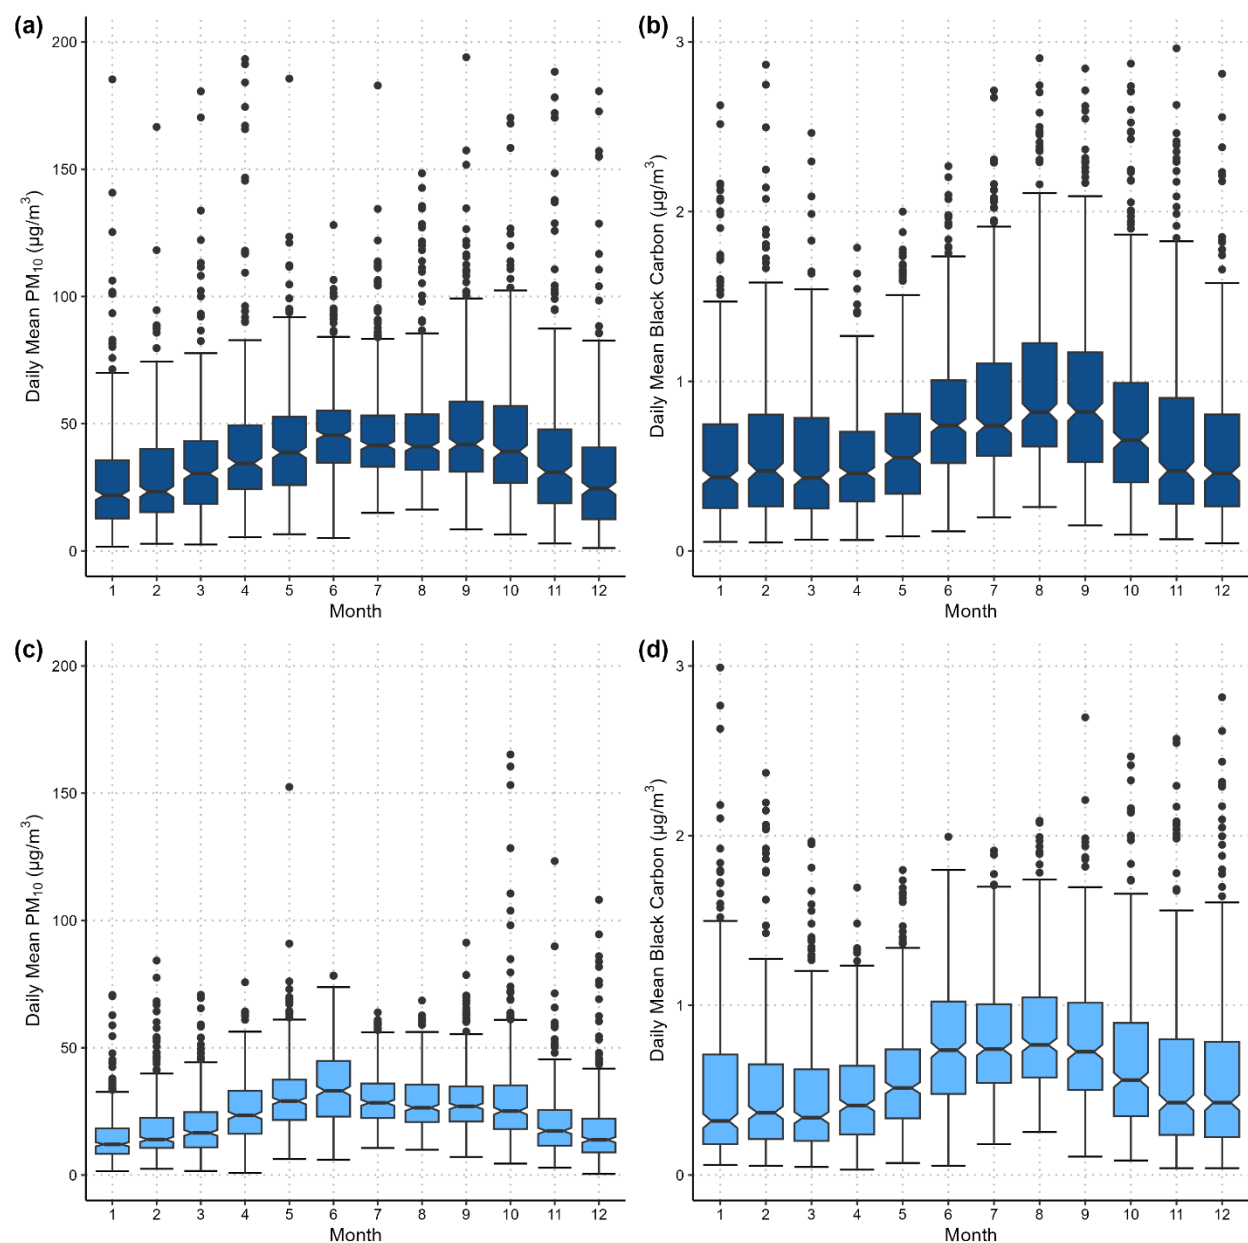 (a)
Daily Mean PM₁₀ (µg/m³)
200
150
100
50
0
1 2 3 4 5 6 7 8 9 10 11 12
Month
(b)
Daily Mean Black Carbon (µg/m³)
3
2
1
0
1 2 3 4 5 6 7 8 9 10 11 12
Month
(c)
Daily Mean PM₁₀ (µg/m³)
200
150
100
50
0
1 2 3 4 5 6 7 8 9 10 11 12
Month
(d)
Daily Mean Black Carbon (µg/m³)
3
2
1
0
1 2 3 4 5 6 7 8 9 10 11 12
Month